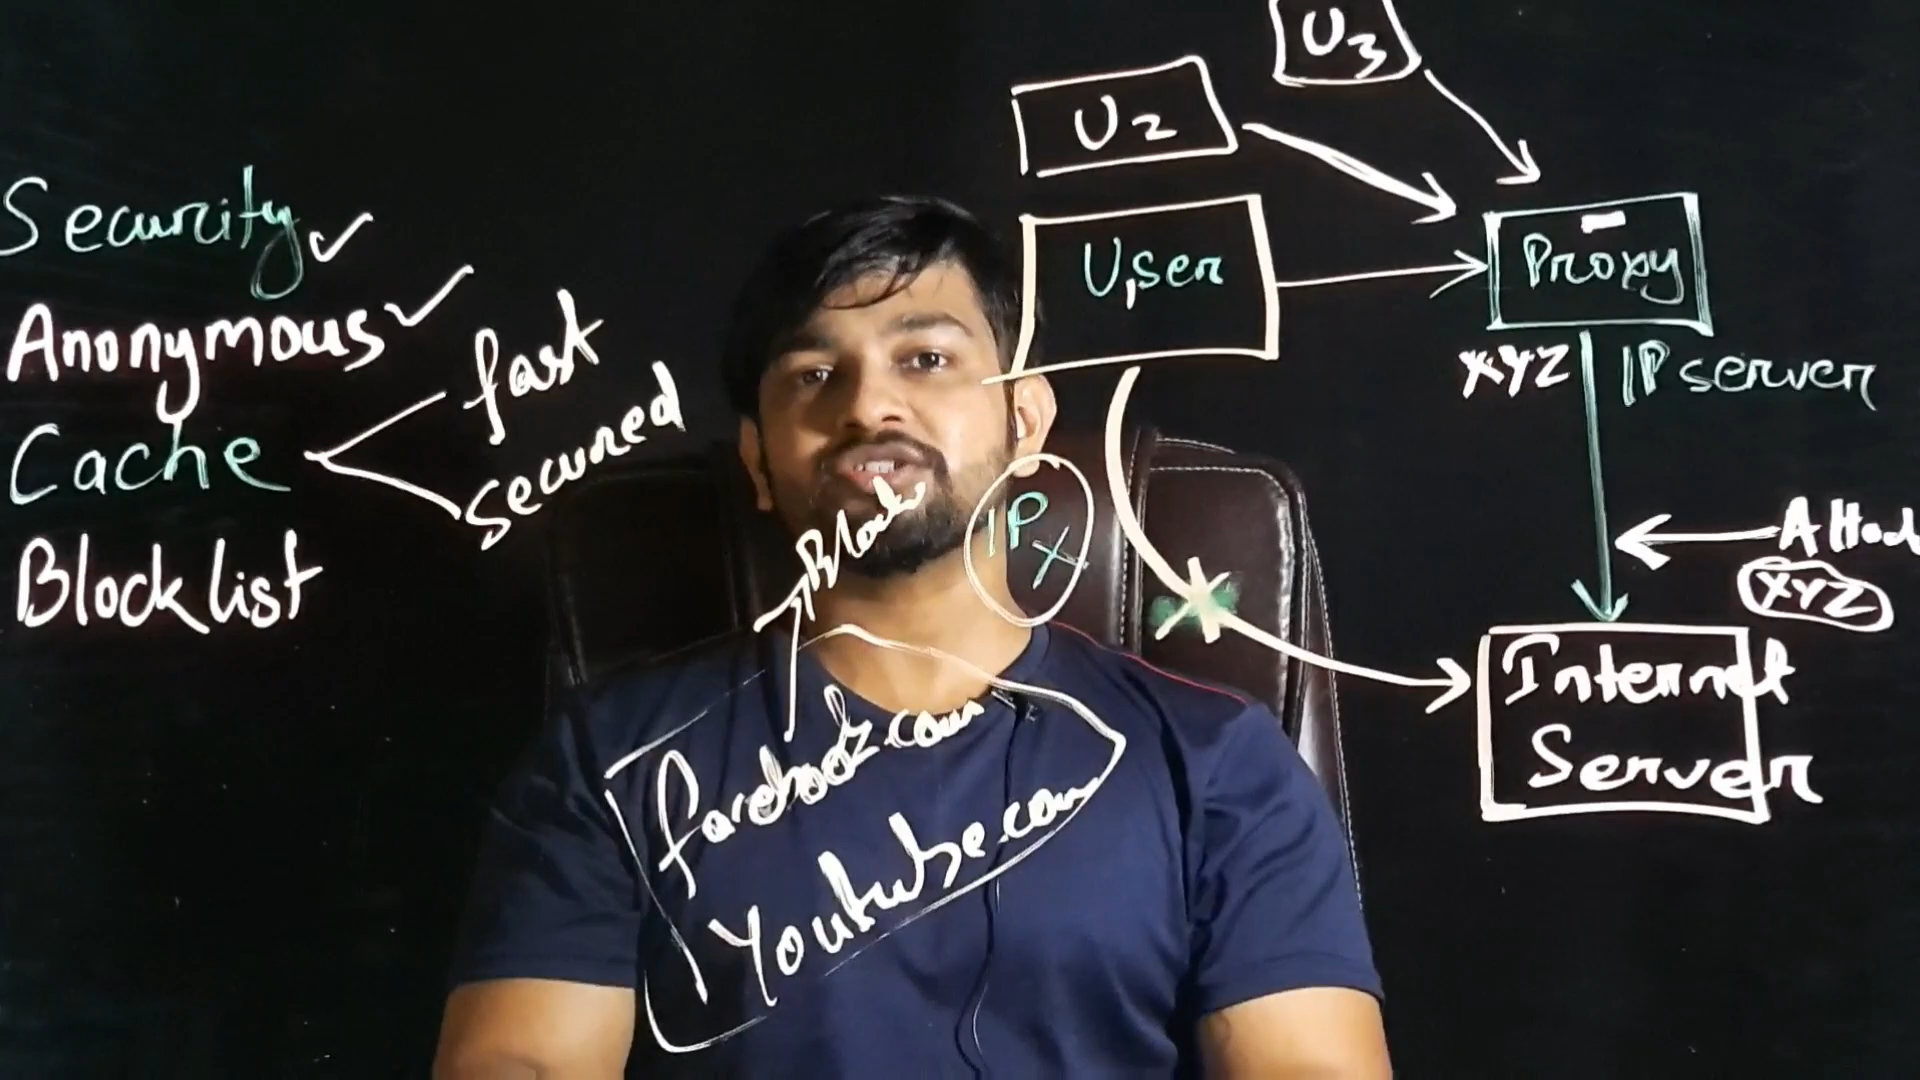 Security
Anonymous
Cache
fast
secured
Blocklist
Block
facebook.com
Youtube.com
U3
U2
User
Proxy
XYZ
IP server
IPx
XYZ
Internet
Server